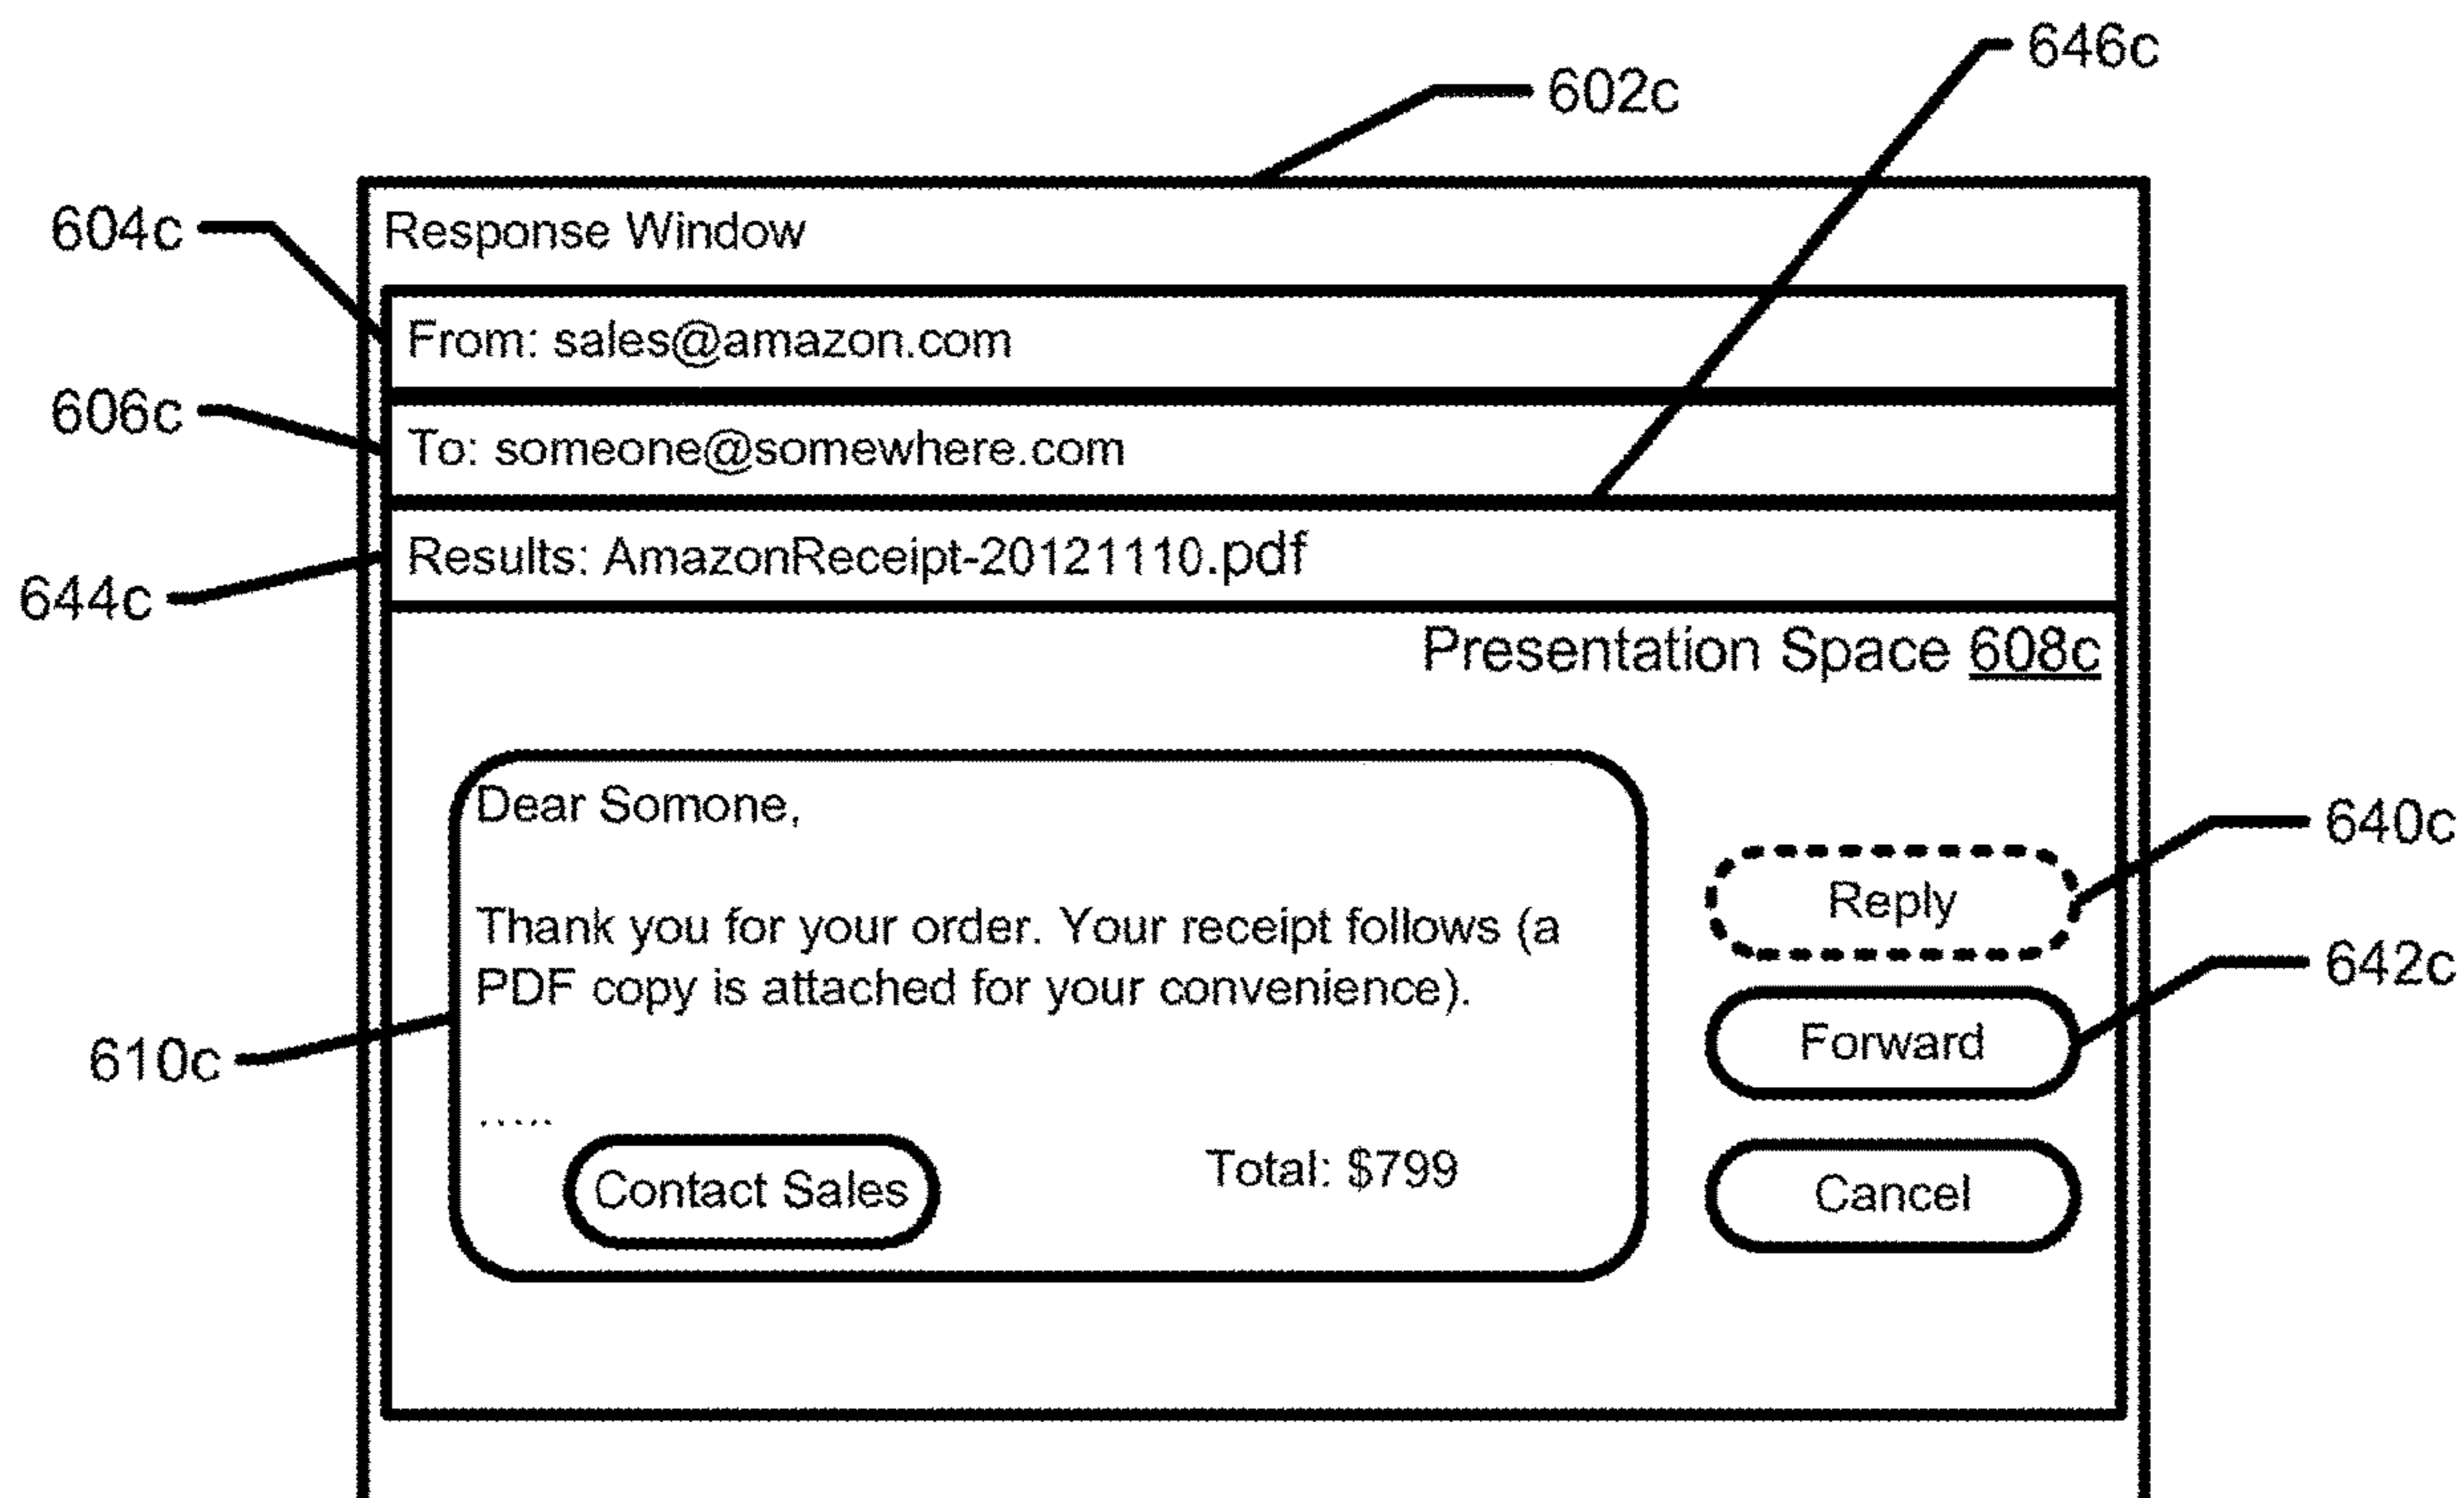 646c
602c
604c
Response Window
From: sales@amazon.com
606c
To: someone@somewhere.com
Results: AmazonReceipt-20121110.pdf
644c
Presentation Space 608c
Dear Somone,
640c
Reply
Thank you for your order. Your receipt follows (a
PDF copy is attached for your convenience).
642c
Forward
610c
.....
Contact Sales
Total: $799
Cancel